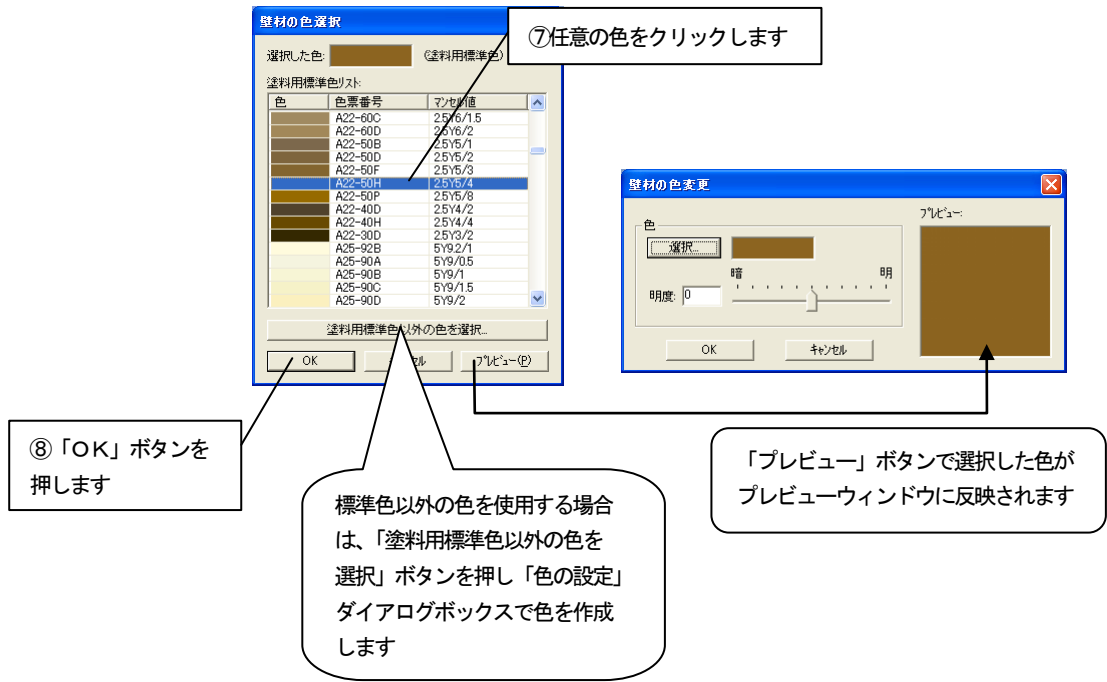 壁材の色選択
⑦任意の色をクリックします
選択した色:
(塗料用標準色)
塗料用標準色リスト:
色 色票番号 マンセル値
A22-60C 2.5Y6/1.5
A22-60D 2.5Y6/2
A22-50B 2.5Y5/1
A22-50D 2.5Y5/2
A22-50F 2.5Y5/3
A22-50H 2.5Y5/4
A22-50P 2.5Y5/8
A22-40D 2.5Y4/2
A22-40H 2.5Y4/4
A22-30D 2.5Y3/2
A25-92B 5Y9.2/1
A25-90A 5Y9/0.5
A25-90B 5Y9/1
A25-90C 5Y9/1.5
A25-90D 5Y9/2
塗料用標準色以外の色を選択...
OK キャンセル プレビュー(P)
壁材の色変更
プレビュー:
色
選択...
暗 明
明度: 0
OK キャンセル
⑧「OK」ボタンを
押します
標準色以外の色を使用する場合
は、「塗料用標準色以外の色を
選択」ボタンを押し「色の設定」
ダイアログボックスで色を作成
します
「プレビュー」ボタンで選択した色が
プレビューウィンドウに反映されます